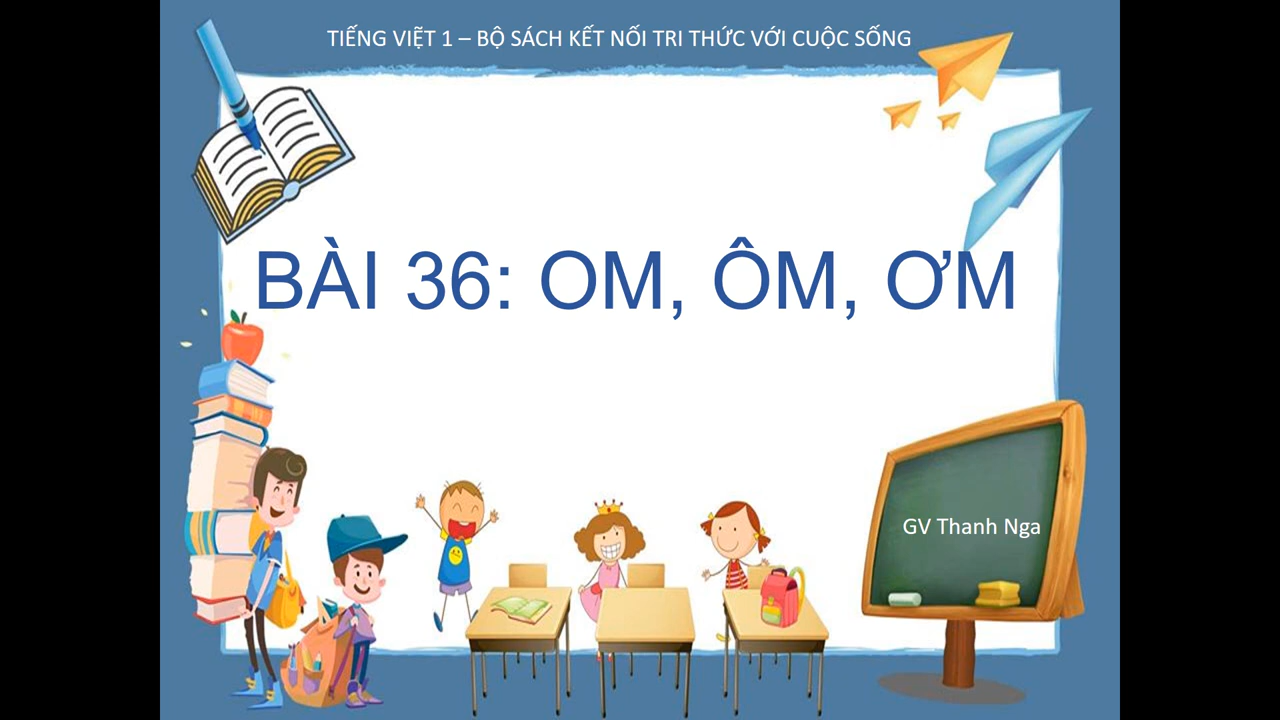 TIẾNG VIỆT 1 – BỘ SÁCH KẾT NỐI TRI THỨC VỚI CUỘC SỐNG
BÀI 36: OM, ÔM, ƠM
GV Thanh Nga